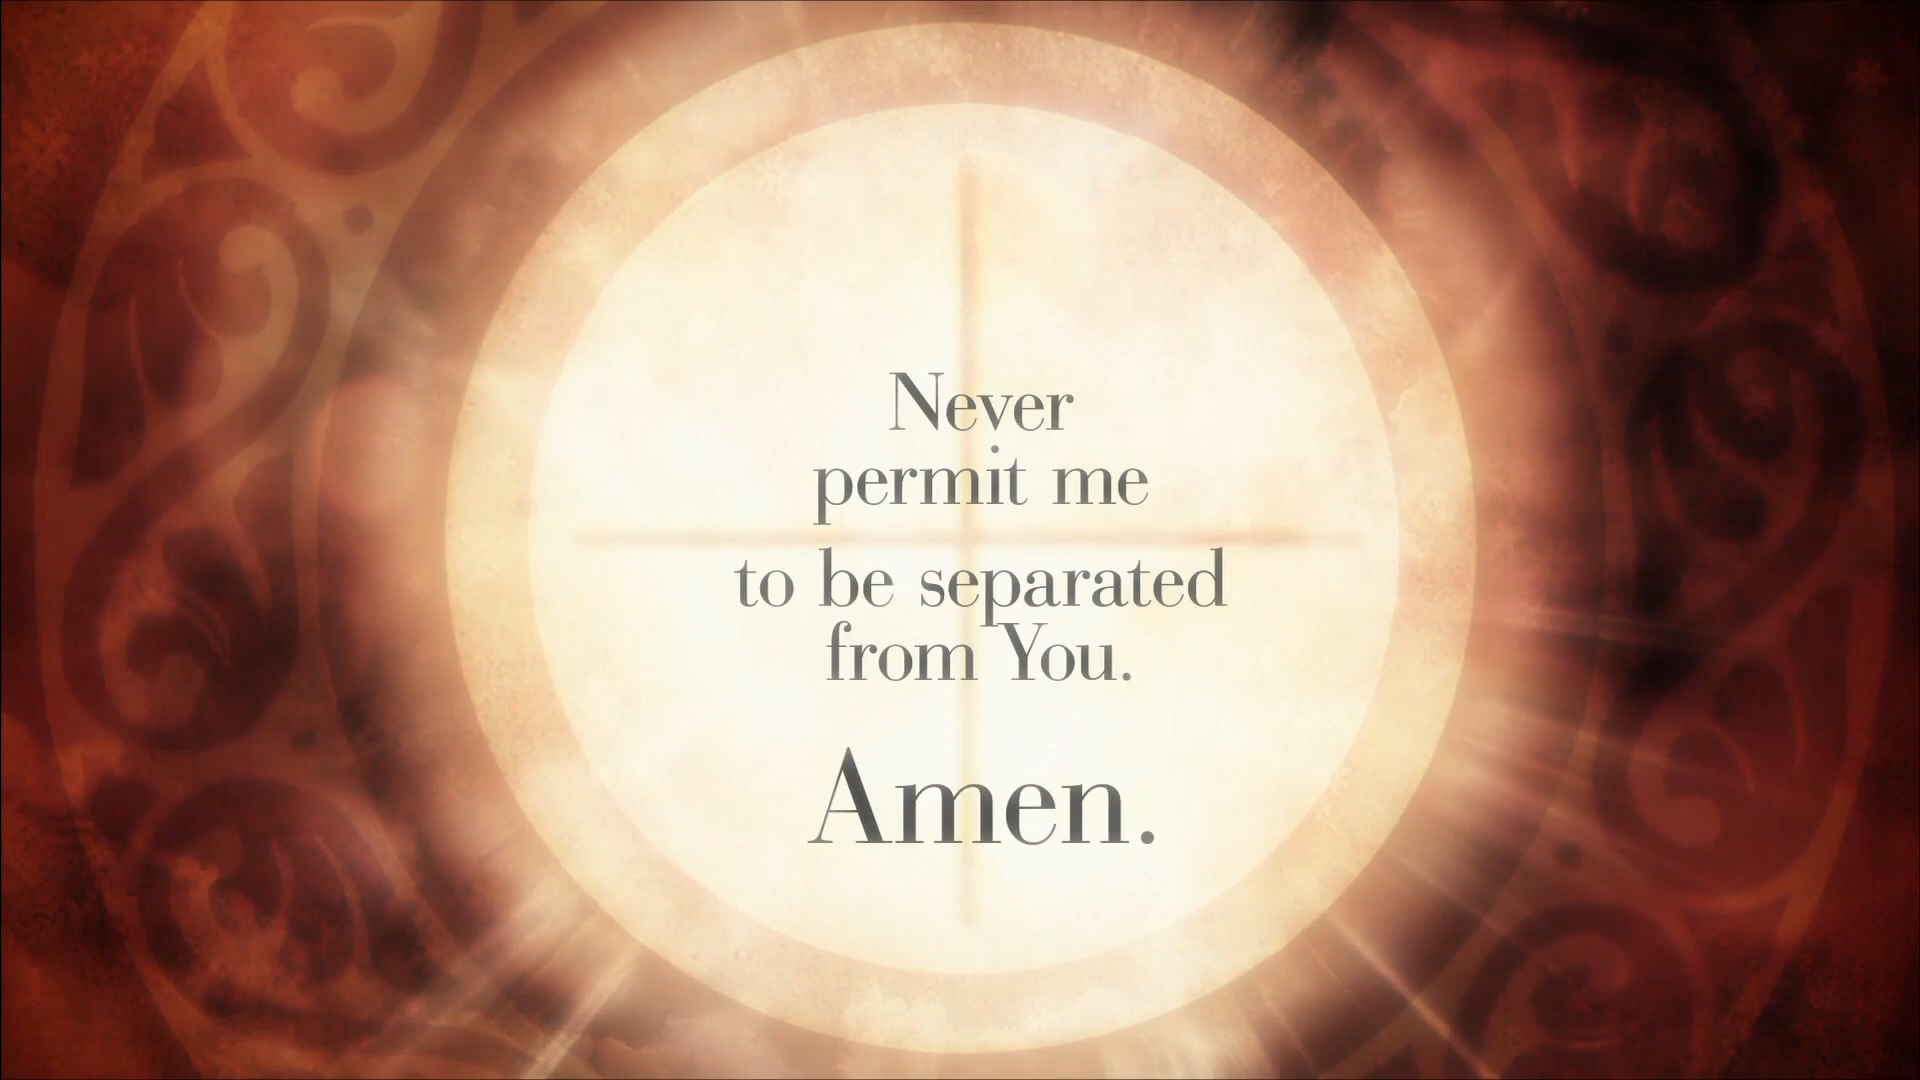 Never
permit me
to be separated
from You.
Amen.